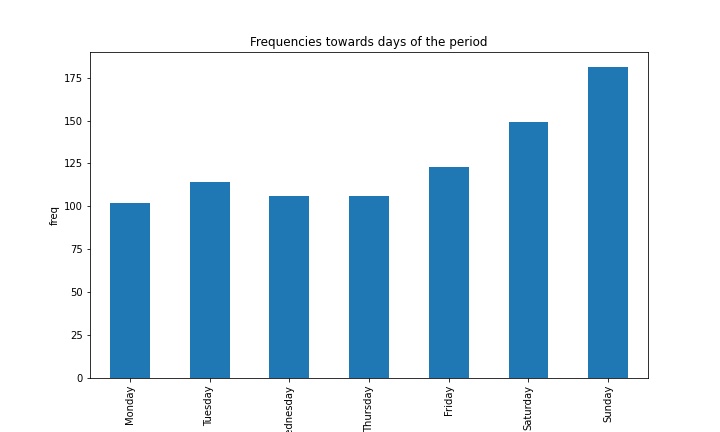 Frequencies towards days of the period
freq
175
150
125
100
75
50
25
0
Monday
Tuesday
ednesday
Thursday
Friday
Saturday
Sunday